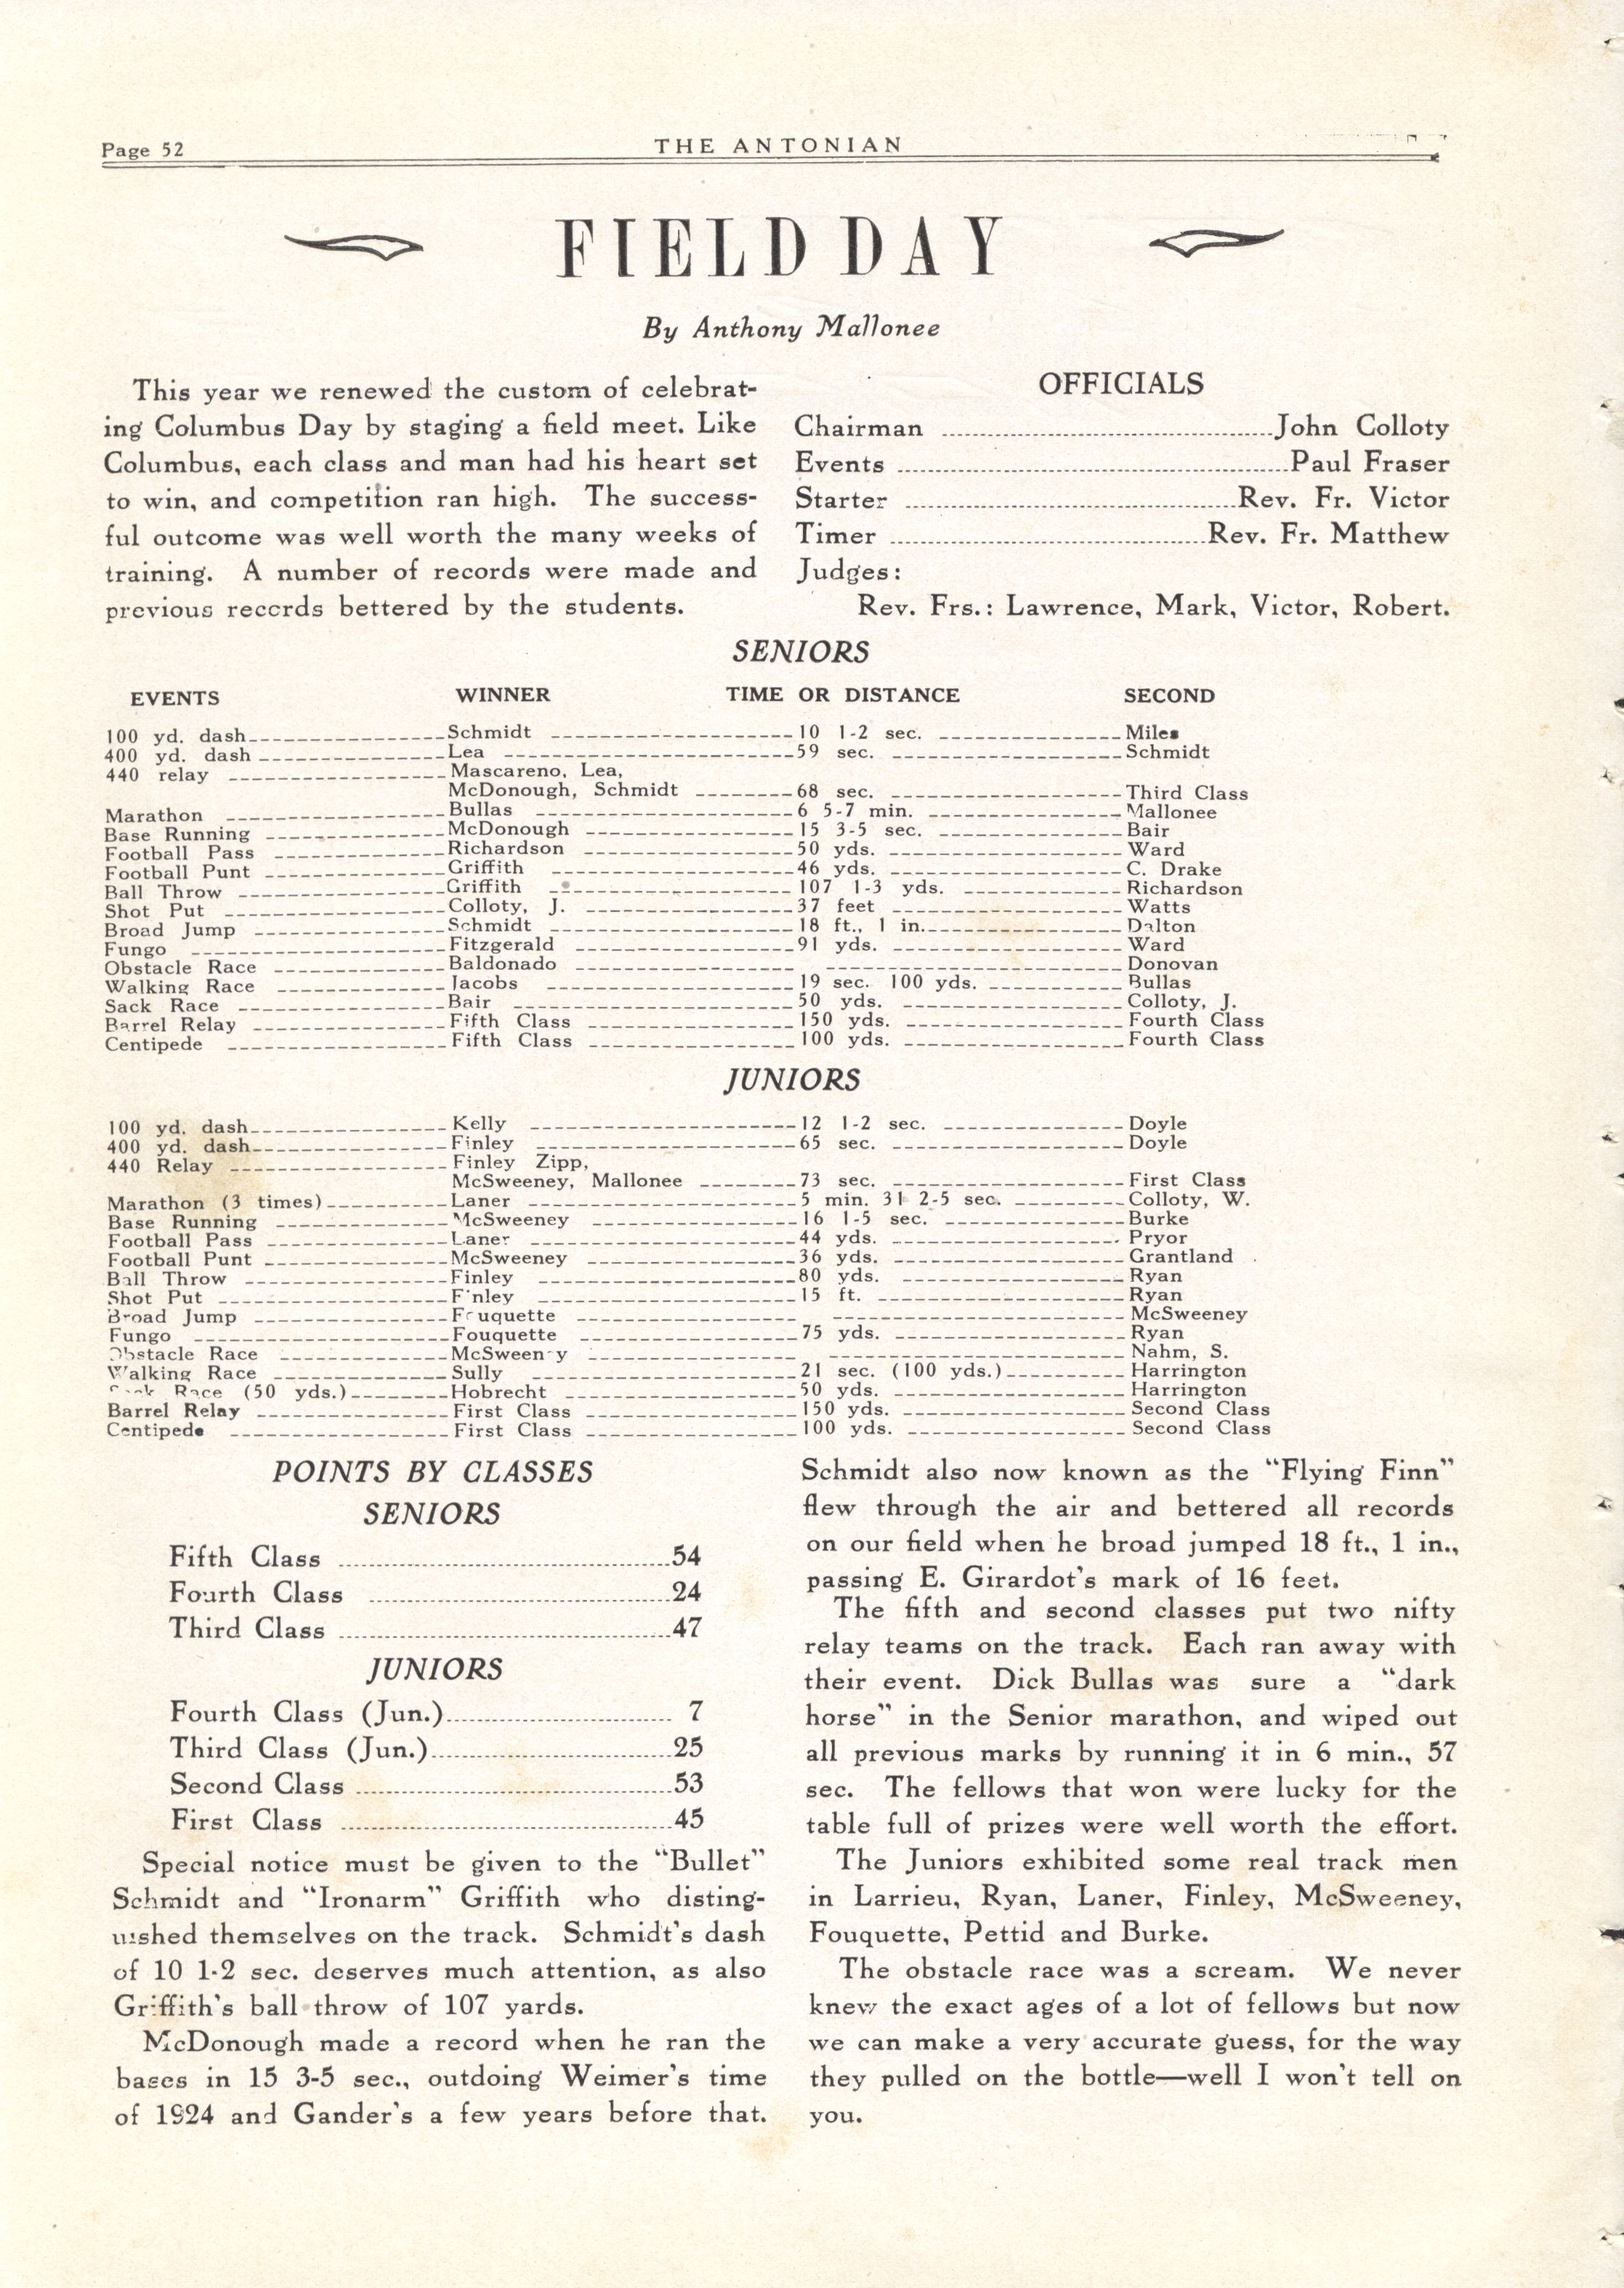 Page 52
THE ANTONIAN
FIELD DAY
By Anthony Mallonee
This year we renewed the custom of celebrat-
ing Columbus Day by staging a field meet. Like
Columbus, each class and man had his heart set
to win, and competition ran high. The success-
ful outcome was well worth the many weeks of
training. A number of records were made and
previous records bettered by the students.
OFFICIALS
Chairman John Colloty
Events Paul Fraser
Starter Rev. Fr. Victor
Timer Rev. Fr. Matthew
Judges:
Rev. Frs.: Lawrence, Mark, Victor, Robert.
SENIORS
EVENTS WINNER TIME OR DISTANCE SECOND
100 yd. dash Schmidt 10 1-2 sec. Miles
400 yd. dash Lea 59 sec. Schmidt
440 relay Mascareno, Lea,
McDonough, Schmidt 68 sec. Third Class
Marathon Bullas 6 5-7 min. Mallonee
Base Running McDonough 15 3-5 sec. Bair
Football Pass Richardson 50 yds. Ward
Football Punt Griffith 46 yds. C. Drake
Ball Throw Griffith 107 1-3 yds. Richardson
Shot Put Colloty, J. 37 feet Watts
Broad Jump Schmidt 18 ft., 1 in. Dalton
Fungo Fitzgerald 91 yds. Ward
Obstacle Race Baldonado Donovan
Walking Race Jacobs 19 sec. 100 yds. Bullas
Sack Race Bair 50 yds. Colloty, J.
Barrel Relay Fifth Class 150 yds. Fourth Class
Centipede Fifth Class 100 yds. Fourth Class
JUNIORS
100 yd. dash Kelly 12 1-2 sec. Doyle
400 yd. dash Finley 65 sec. Doyle
440 Relay Finley Zipp,
McSweeney, Mallonee 73 sec. First Class
Marathon (3 times) Laner 5 min. 31 2-5 sec. Colloty, W.
Base Running McSweeney 16 1-5 sec. Burke
Football Pass Laner 44 yds. Pryor
Football Punt McSweeney 36 yds. Grantland
Ball Throw Finley 80 yds. Ryan
Shot Put Finley 15 ft. Ryan
Broad Jump Fouquette McSweeney
Fungo Fouquette 75 yds. Ryan
Obstacle Race McSweeney Nahm, S.
Walking Race Sully 21 sec. (100 yds.) Harrington
Sack Race (50 yds.) Hobrecht 50 yds. Harrington
Barrel Relay First Class 150 yds. Second Class
Centipede First Class 100 yds. Second Class
POINTS BY CLASSES
SENIORS
Fifth Class 54
Fourth Class 24
Third Class 47
JUNIORS
Fourth Class (Jun.) 7
Third Class (Jun.) 25
Second Class 53
First Class 45
Special notice must be given to the "Bullet"
Schmidt and "Ironarm" Griffith who disting-
uished themselves on the track. Schmidt's dash
of 10 1-2 sec. deserves much attention, as also
Griffith's ball throw of 107 yards.
McDonough made a record when he ran the
bases in 15 3-5 sec., outdoing Weimer's time
of 1924 and Gander's a few years before that.
Schmidt also now known as the "Flying Finn"
flew through the air and bettered all records
on our field when he broad jumped 18 ft., 1 in.,
passing E. Girardot's mark of 16 feet.
The fifth and second classes put two nifty
relay teams on the track. Each ran away with
their event. Dick Bullas was sure a "dark
horse" in the Senior marathon, and wiped out
all previous marks by running it in 6 min., 57
sec. The fellows that won were lucky for the
table full of prizes were well worth the effort.
The Juniors exhibited some real track men
in Larrieu, Ryan, Laner, Finley, McSweeney,
Fouquette, Pettid and Burke.
The obstacle race was a scream. We never
knew the exact ages of a lot of fellows but now
we can make a very accurate guess, for the way
they pulled on the bottle—well I won't tell on
you.